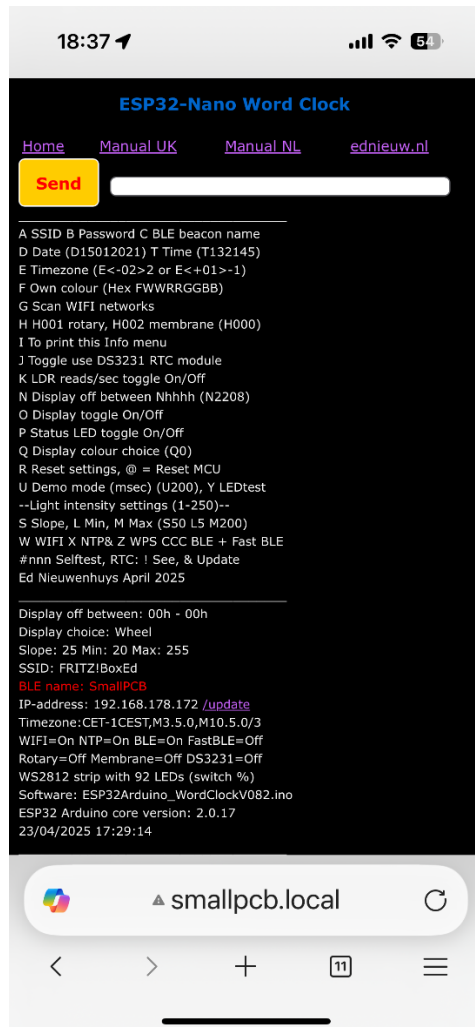 18:37
54
ESP32-Nano Word Clock
Home Manual UK Manual NL ednieuw.nl
Send
A SSID B Password C BLE beacon name
D Date (D15012021) T Time (T132145)
E Timezone (E<-02>2 or E<+01>-1)
F Own colour (Hex FWWRRGGBB)
G Scan WIFI networks
H H001 rotary, H002 membrane (H000)
I To print this Info menu
J Toggle use DS3231 RTC module
K LDR reads/sec toggle On/Off
N Display off between Nhhhh (N2208)
O Display toggle On/Off
P Status LED toggle On/Off
Q Display colour choice (Q0)
R Reset settings, @ = Reset MCU
U Demo mode (msec) (U200), Y LEDtest
--Light intensity settings (1-250)--
S Slope, L Min, M Max (S50 L5 M200)
W WIFI X NTP& Z WPS CCC BLE + Fast BLE
#nnn Selftest, RTC: ! See, & Update
Ed Nieuwenhuys April 2025
Display off between: 00h - 00h
Display choice: Wheel
Slope: 25 Min: 20 Max: 255
SSID: FRITZ!BoxEd
BLE name: SmallPCB
IP-address: 192.168.178.172 /update
Timezone:CET-1CEST,M3.5.0,M10.5.0/3
WIFI=On NTP=On BLE=On FastBLE=Off
Rotary=Off Membrane=Off DS3231=Off
WS2812 strip with 92 LEDs (switch %)
Software: ESP32Arduino_WordClockV082.ino
ESP32 Arduino core version: 2.0.17
23/04/2025 17:29:14
smallpcb.local
11